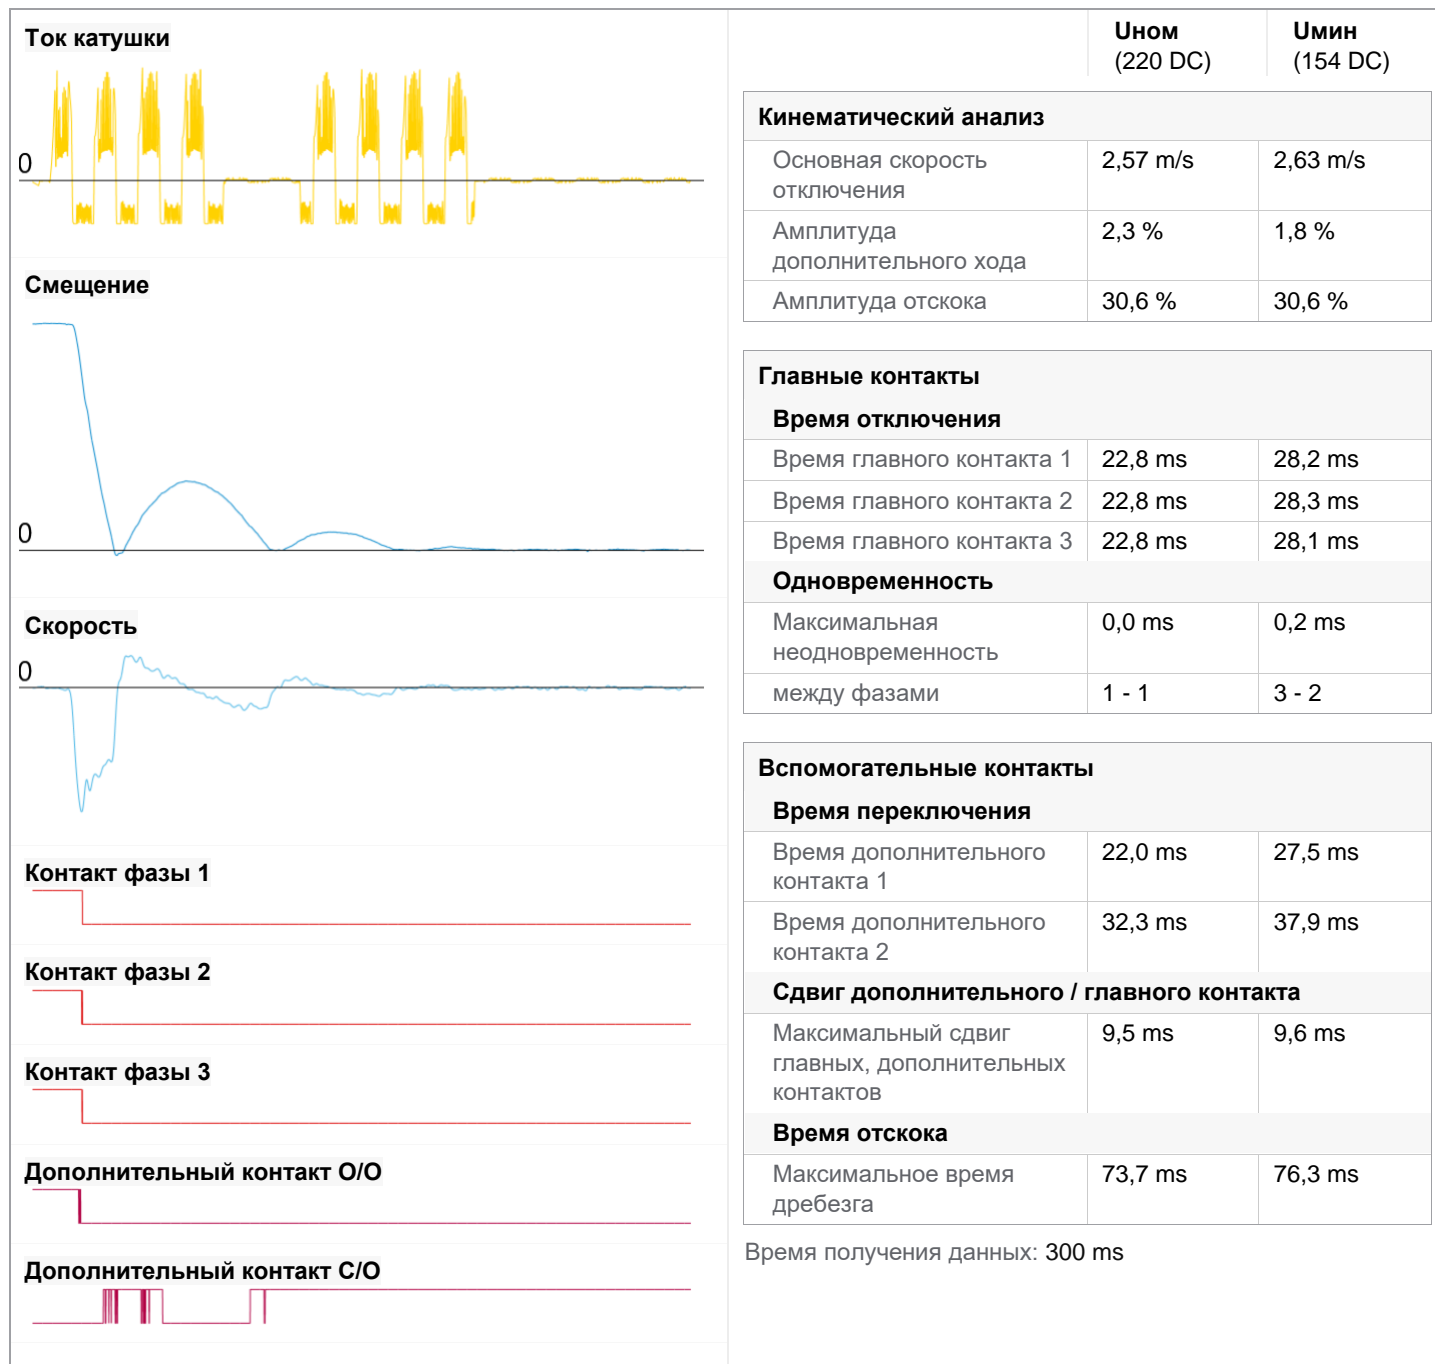 Ток катушки
0
Смещение
0
Скорость
0
Контакт фазы 1
Контакт фазы 2
Контакт фазы 3
Дополнительный контакт O/O
Дополнительный контакт C/O
Uном Uмин
(220 DC) (154 DC)
Кинематический анализ
Основная скорость 2,57 m/s 2,63 m/s
отключения
Амплитуда 2,3 % 1,8 %
дополнительного хода
Амплитуда отскока 30,6 % 30,6 %
Главные контакты
Время отключения
Время главного контакта 1 22,8 ms 28,2 ms
Время главного контакта 2 22,8 ms 28,3 ms
Время главного контакта 3 22,8 ms 28,1 ms
Одновременность
Максимальная 0,0 ms 0,2 ms
неодновременность
между фазами 1 - 1 3 - 2
Вспомогательные контакты
Время переключения
Время дополнительного 22,0 ms 27,5 ms
контакта 1
Время дополнительного 32,3 ms 37,9 ms
контакта 2
Сдвиг дополнительного / главного контакта
Максимальный сдвиг 9,5 ms 9,6 ms
главных, дополнительных
контактов
Время отскока
Максимальное время 73,7 ms 76,3 ms
дребезга
Время получения данных: 300 ms